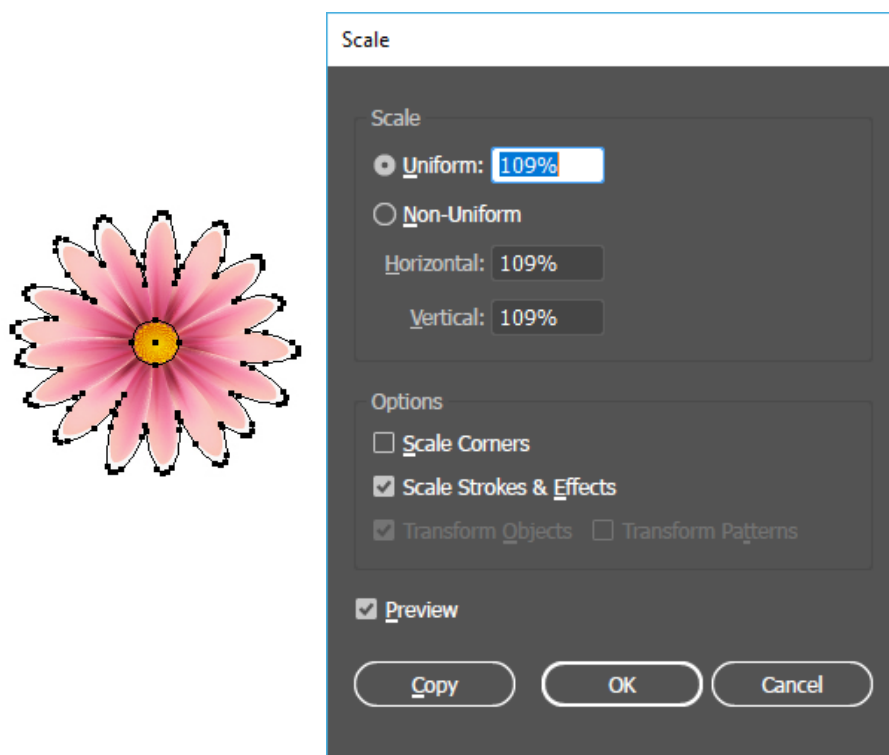 Scale
Scale
Uniform: 109%
Non-Uniform
Horizontal: 109%
Vertical: 109%
Options
Scale Corners
Scale Strokes & Effects
Transform Objects Transform Patterns
Preview
Copy OK Cancel